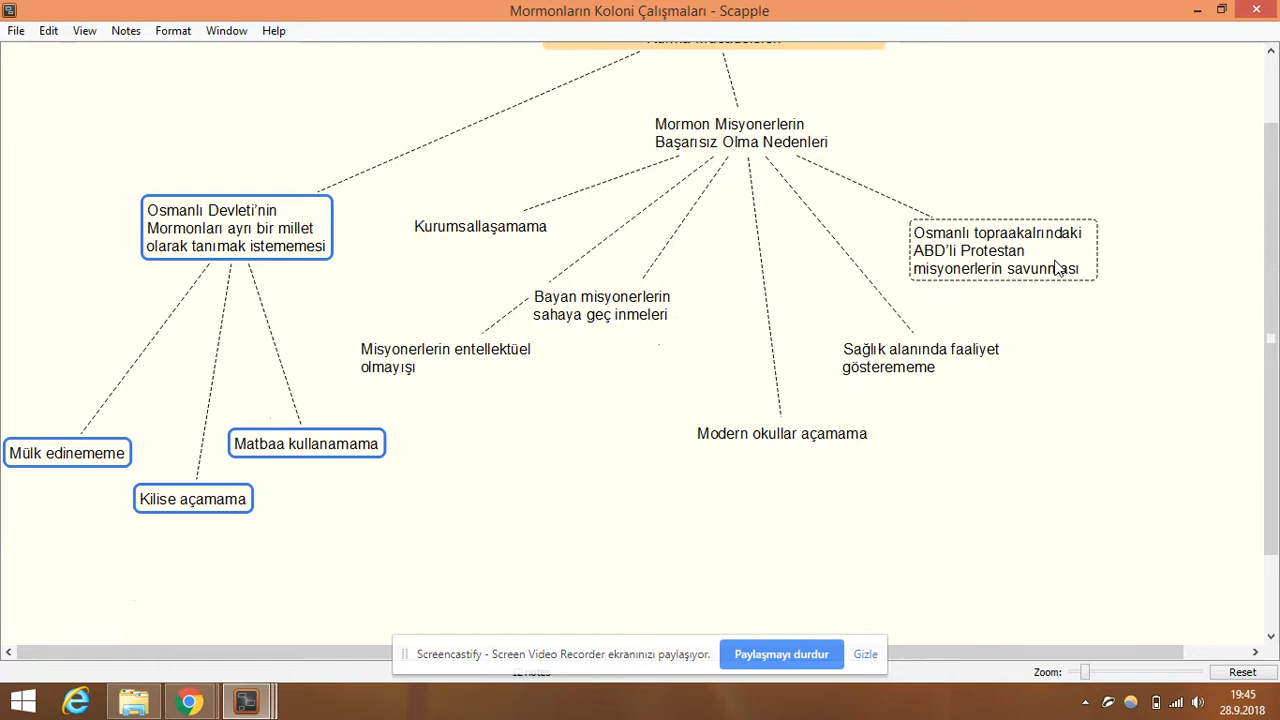 Mormonların Koloni Çalışmaları - Scapple
File Edit View Notes Format Window Help
Mormon Misyonerlerin
Başarısız Olma Nedenleri
Osmanlı Devleti’nin
Mormonları ayrı bir millet
olarak tanımak istememesi
Kurumsallaşamama
Osmanlı topraakalrındaki
ABD’li Protestan
misyonerlerin savunması
Bayan misyonerlerin
sahaya geç inmeleri
Misyonerlerin entellektüel
olmayışı
Sağlık alanında faaliyet
gösterememe
Modern okullar açamama
Mülk edinememe
Matbaa kullanamama
Kilise açamama
Screencastify - Screen Video Recorder ekranınızı paylaşıyor.
Paylaşmayı durdur
Gizle
12 notes
Zoom:
Reset
19:45
28.9.2018